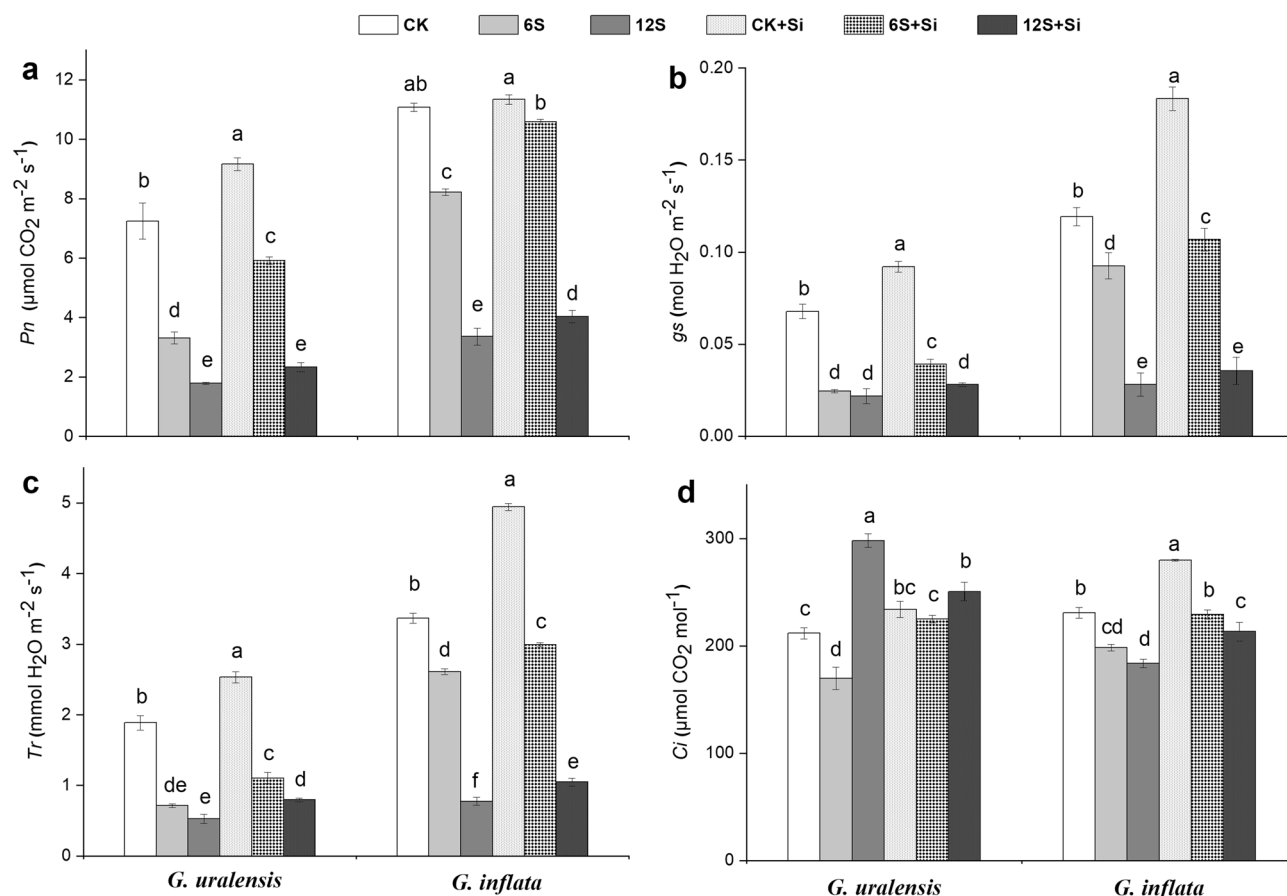 CK 6S 12S CK+Si 6S+Si 12S+Si
a
Pn (µmol CO2 m-2 s-1)
12
10
8
6
4
2
0
b d e a c e
ab c e a b d
b
gs (mol H2O m-2 s-1)
0.20
0.15
0.10
0.05
0.00
b d d a c d
b d e a c e
c
Tr (mmol H2O m-2 s-1)
5
4
3
2
1
0
b de e a c d
b d f a c e
G. uralensis G. inflata
d
Ci (µmol CO2 mol-1)
300
200
100
0
c d a bc c b
b cd d a b c
G. uralensis G. inflata